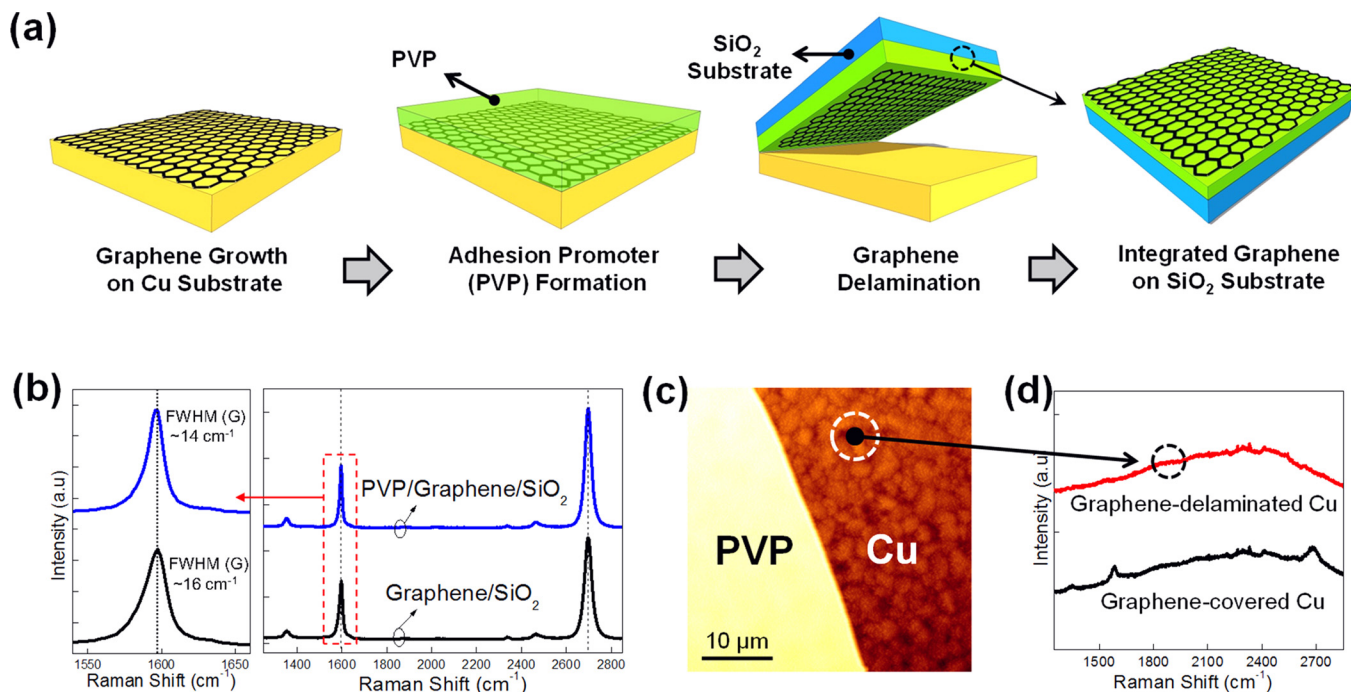 (a)
PVP
SiO2
Substrate
Graphene Growth
on Cu Substrate
Adhesion Promoter
(PVP) Formation
Graphene
Delamination
Integrated Graphene
on SiO2 Substrate
(b)
Intensity (a.u)
FWHM (G)
~14 cm-1
FWHM (G)
~16 cm-1
1550 1600 1650
Raman Shift (cm-1)
PVP/Graphene/SiO2
Graphene/SiO2
1400 1600 1800 2000 2200 2400 2600 2800
Raman Shift (cm-1)
(c)
PVP
Cu
10 µm
(d)
Intensity (a.u)
Graphene-delaminated Cu
Graphene-covered Cu
1500 1800 2100 2400 2700
Raman Shift (cm-1)